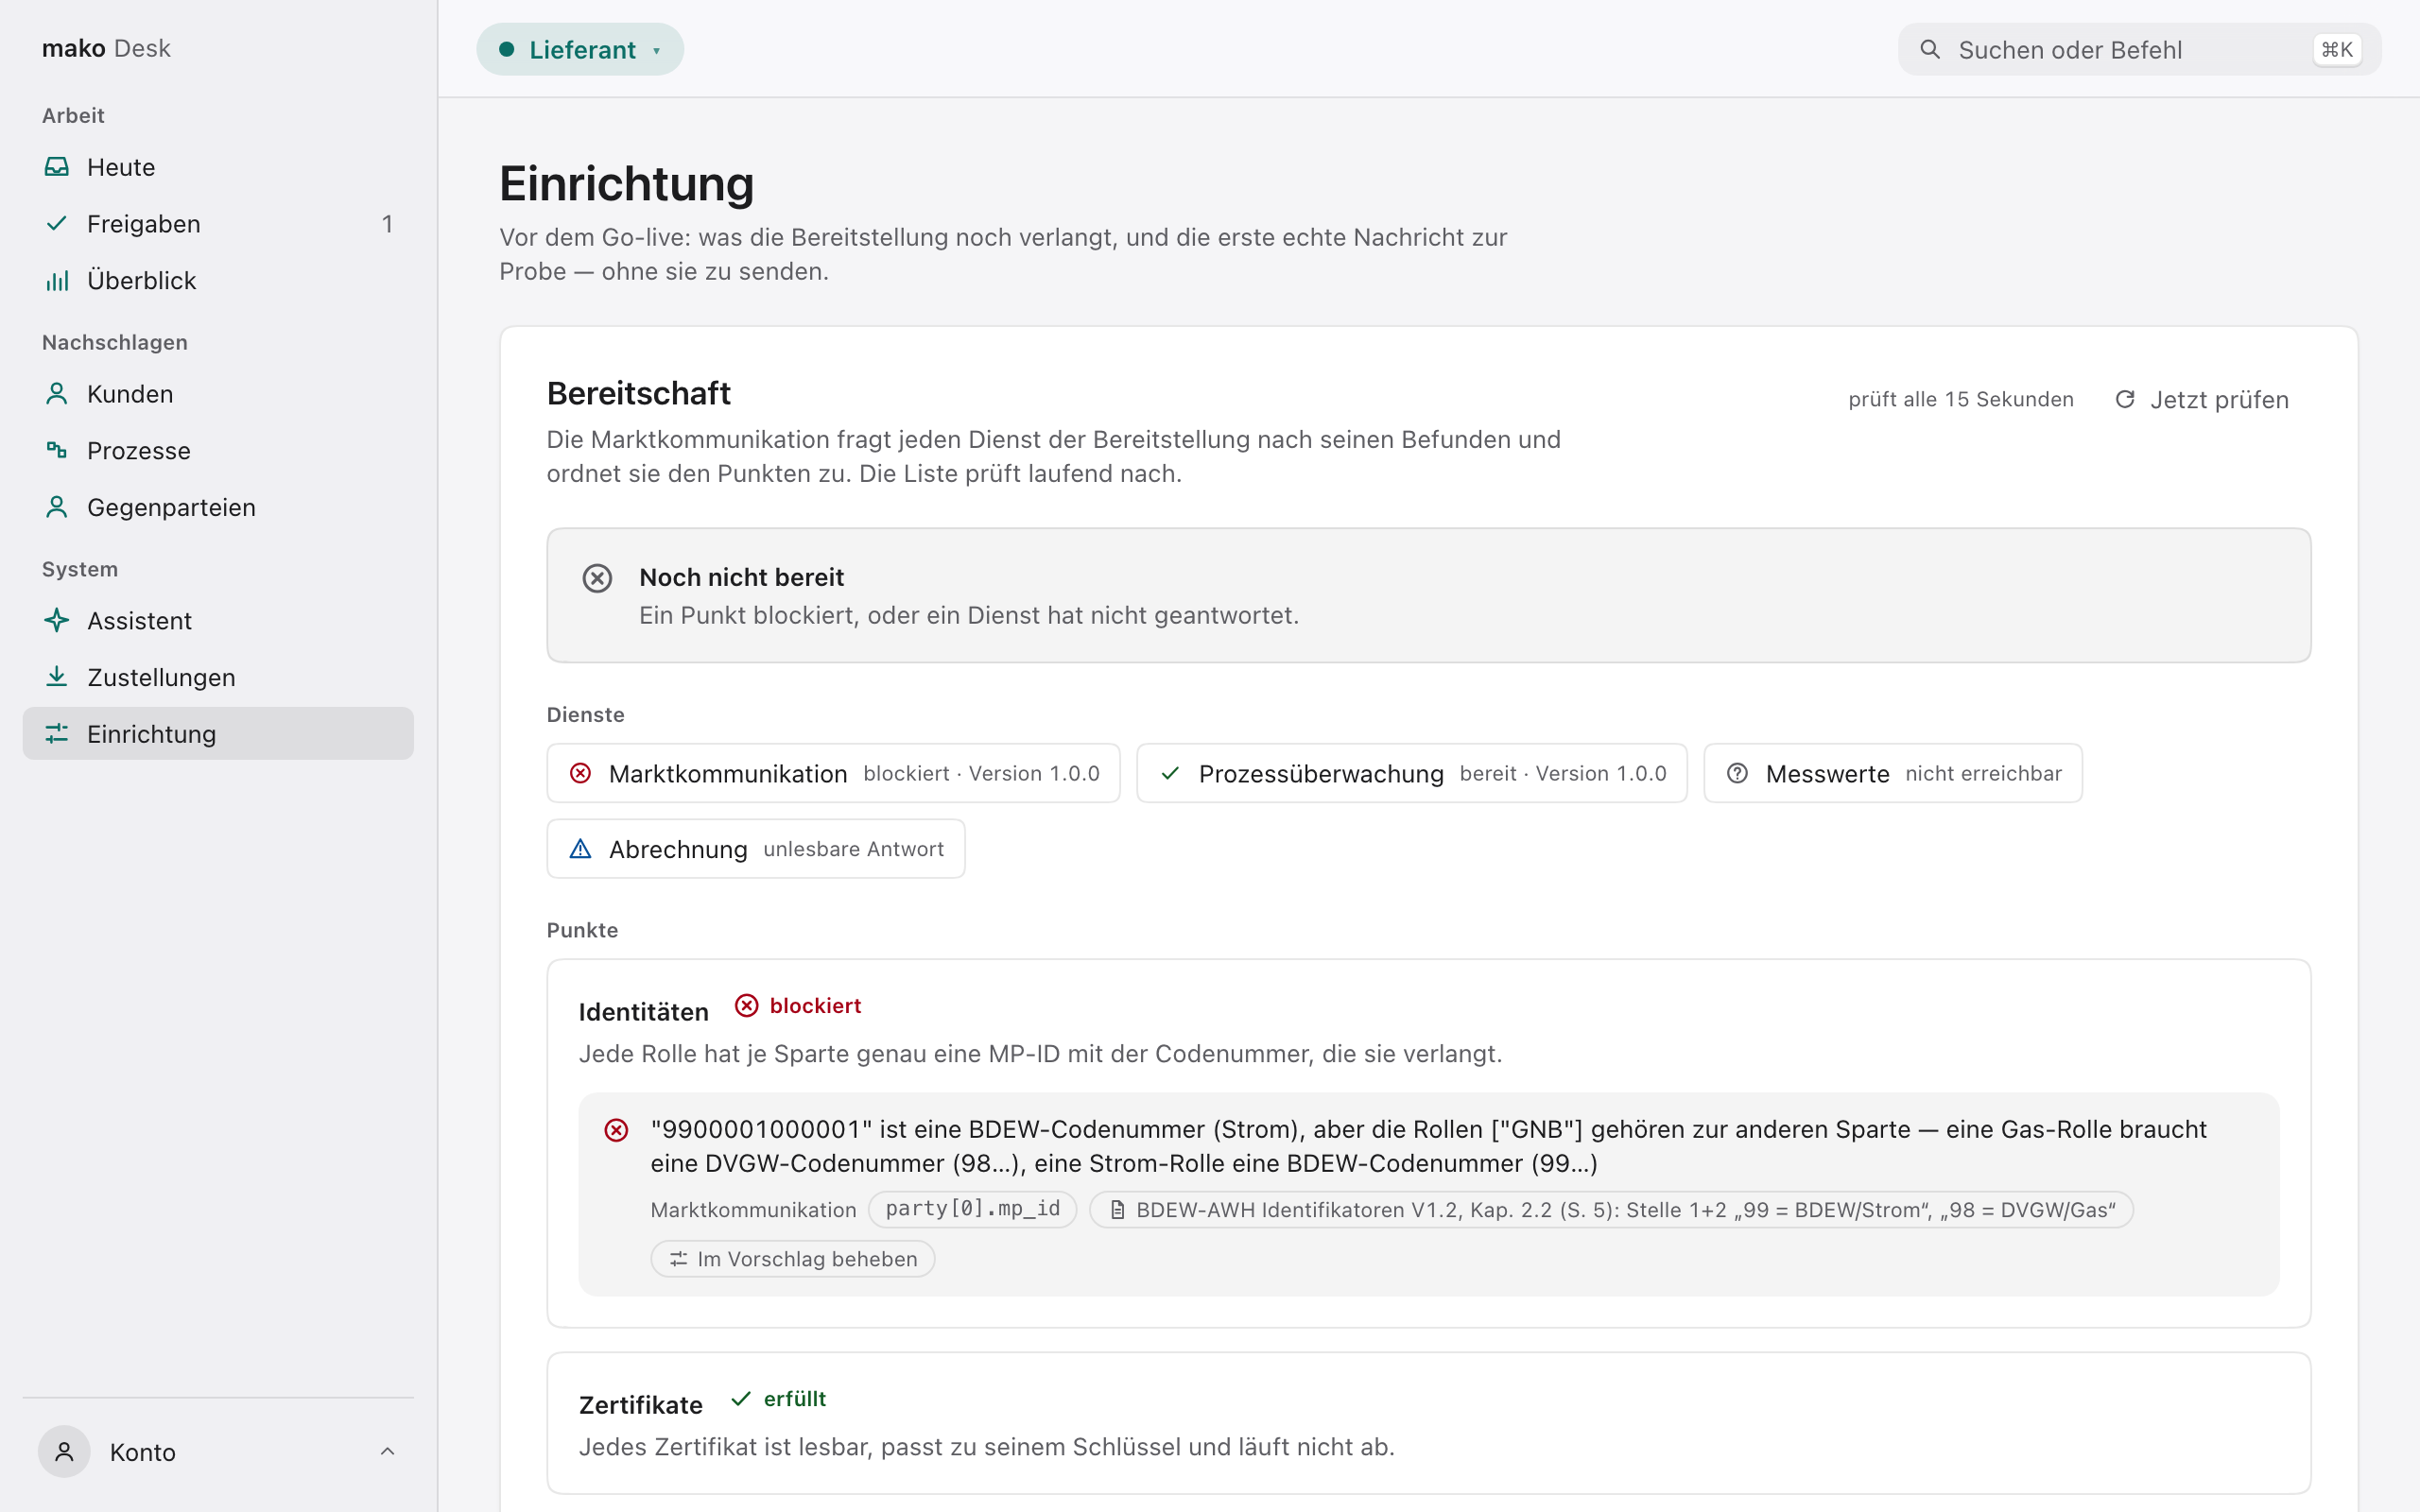 mako Desk
Arbeit
Heute
Freigaben 1
Überblick
Nachschlagen
Kunden
Prozesse
Gegenparteien
System
Assistent
Zustellungen
Einrichtung
Konto
Lieferant
Suchen oder Befehl ⌘K
Einrichtung
Vor dem Go-live: was die Bereitstellung noch verlangt, und die erste echte Nachricht zur
Probe — ohne sie zu senden.
Bereitschaft
prüft alle 15 Sekunden Jetzt prüfen
Die Marktkommunikation fragt jeden Dienst der Bereitstellung nach seinen Befunden und
ordnet sie den Punkten zu. Die Liste prüft laufend nach.
Noch nicht bereit
Ein Punkt blockiert, oder ein Dienst hat nicht geantwortet.
Dienste
Marktkommunikation blockiert · Version 1.0.0
Prozessüberwachung bereit · Version 1.0.0
Messwerte nicht erreichbar
Abrechnung unlesbare Antwort
Punkte
Identitäten blockiert
Jede Rolle hat je Sparte genau eine MP-ID mit der Codenummer, die sie verlangt.
"9900001000001" ist eine BDEW-Codenummer (Strom), aber die Rollen ["GNB"] gehören zur anderen Sparte — eine Gas-Rolle braucht
eine DVGW-Codenummer (98…), eine Strom-Rolle eine BDEW-Codenummer (99…)
Marktkommunikation party[0].mp_id BDEW-AWH Identifikatoren V1.2, Kap. 2.2 (S. 5): Stelle 1+2 „99 = BDEW/Strom“, „98 = DVGW/Gas“
Im Vorschlag beheben
Zertifikate erfüllt
Jedes Zertifikat ist lesbar, passt zu seinem Schlüssel und läuft nicht ab.